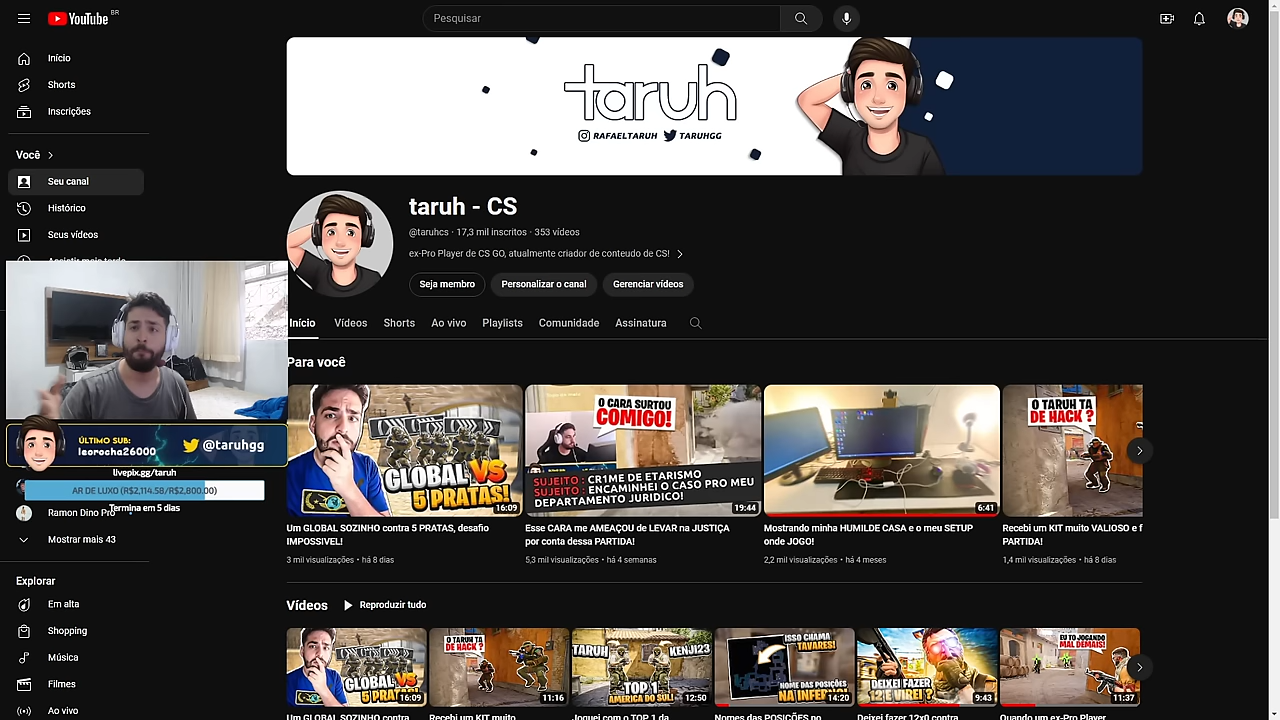 YouTube BR
Pesquisar
Início
Shorts
Inscrições
Você
Seu canal
Histórico
Seus vídeos
Assistir mais tarde
taruh
RAFAELTARUH TARUHGG
taruh - CS
@taruhcs · 17,3 mil inscritos · 353 vídeos
ex-Pro Player de CS GO, atualmente criador de conteudo de CS!
Seja membro Personalizar o canal Gerenciar vídeos
Início Vídeos Shorts Ao vivo Playlists Comunidade Assinatura
ÚLTIMO SUB:
leorocha26000
@taruhgg
livepix.gg/taruh
AR DE LUXO (R$2,114.58/R$2,800.00)
Termina em 5 dias
Ramon Dino Pro
Mostrar mais 43
Explorar
Em alta
Shopping
Música
Filmes
Ao vivo
Para você
GLOBAL VS
5 PRATAS!
16:09
Um GLOBAL SOZINHO contra 5 PRATAS, desafio
IMPOSSIVEL!
3 mil visualizações • há 8 dias
O CARA SURTOU
COMIGO!
SUJEITO : CR1ME DE ETARISMO
SUJEITO : ENCAMINHEI O CASO PRO MEU
DEPARTAMENTO JURIDICO!
19:44
Esse CARA me AMEAÇOU de LEVAR na JUSTIÇA
por conta dessa PARTIDA!
5,3 mil visualizações • há 4 semanas
6:41
Mostrando minha HUMILDE CASA e o meu SETUP
onde JOGO!
2,2 mil visualizações • há 4 meses
O TARUH TA
DE HACK ?
Recebi um KIT muito VALIOSO e f
PARTIDA!
1,4 mil visualizações • há 8 dias
Vídeos Reproduzir tudo
GLOBAL VS
5 PRATAS!
16:09
Um GLOBAL SOZINHO contra
O TARUH TA
DE HACK ?
11:16
Recebi um KIT muito
TARUH KENJI23
TOP 1
AMERICA DO SUL!
12:50
Joguei com o TOP 1 da
ISSO CHAMA
TAVARES!
NOME DAS POSIÇÕES
NA INFERNO!
14:20
Nomes das POSIÇÕES no
DEIXEI FAZER
12 E VIREI ?
9:43
Deixei fazer 12x0 contra
EU TO JOGANDO
MAL DEMAIS!
11:37
Quando um ex-Pro Player